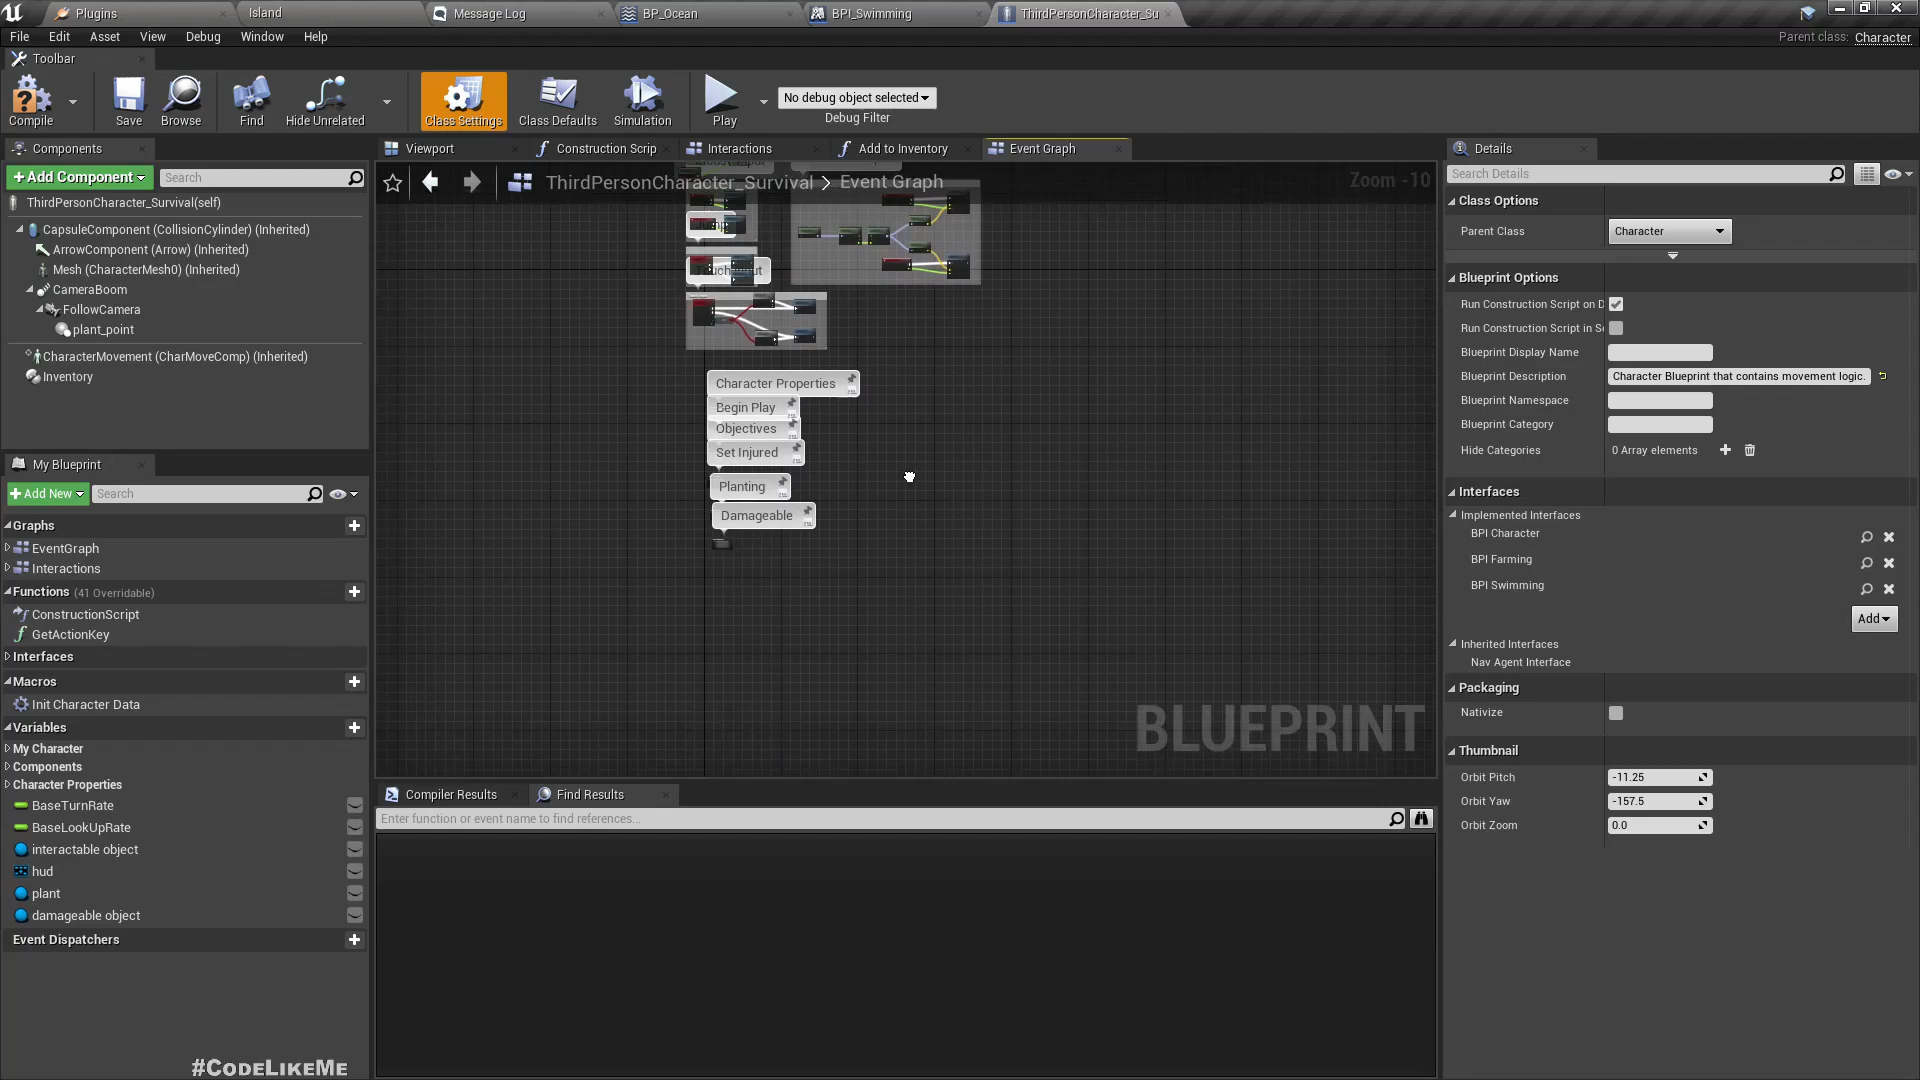 Plugins
Island
Message Log
BP_Ocean
BPI_Swimming
ThirdPersonCharacter_Su
File Edit Asset View Debug Window Help
Parent class: Character
Toolbar
Compile
Save
Browse
Find
Hide Unrelated
Class Settings
Class Defaults
Simulation
Play
No debug object selected
Debug Filter
Components
+Add Component
Search
ThirdPersonCharacter_Survival(self)
CapsuleComponent (CollisionCylinder) (Inherited)
ArrowComponent (Arrow) (Inherited)
Mesh (CharacterMesh0) (Inherited)
CameraBoom
FollowCamera
plant_point
CharacterMovement (CharMoveComp) (Inherited)
Inventory
My Blueprint
+Add New
Search
Graphs
EventGraph
Interactions
Functions (41 Overridable)
ConstructionScript
GetActionKey
Interfaces
Macros
Init Character Data
Variables
My Character
Components
Character Properties
BaseTurnRate
BaseLookUpRate
interactable object
hud
plant
damageable object
Event Dispatchers
#CodeLikeMe
Viewport
Construction Scrip
Interactions
Add to Inventory
Event Graph
ThirdPersonCharacter_Survival > Event Graph
Zoom -10
Character Properties
Begin Play
Objectives
Set Injured
Planting
Damageable
BLUEPRINT
Compiler Results
Find Results
Enter function or event name to find references...
Details
Search Details
Class Options
Parent Class
Character
Blueprint Options
Run Construction Script on D
Run Construction Script in S
Blueprint Display Name
Blueprint Description
Character Blueprint that contains movement logic.
Blueprint Namespace
Blueprint Category
Hide Categories
0 Array elements
Interfaces
Implemented Interfaces
BPI Character
BPI Farming
BPI Swimming
Add
Inherited Interfaces
Nav Agent Interface
Packaging
Nativize
Thumbnail
Orbit Pitch
-11.25
Orbit Yaw
-157.5
Orbit Zoom
0.0